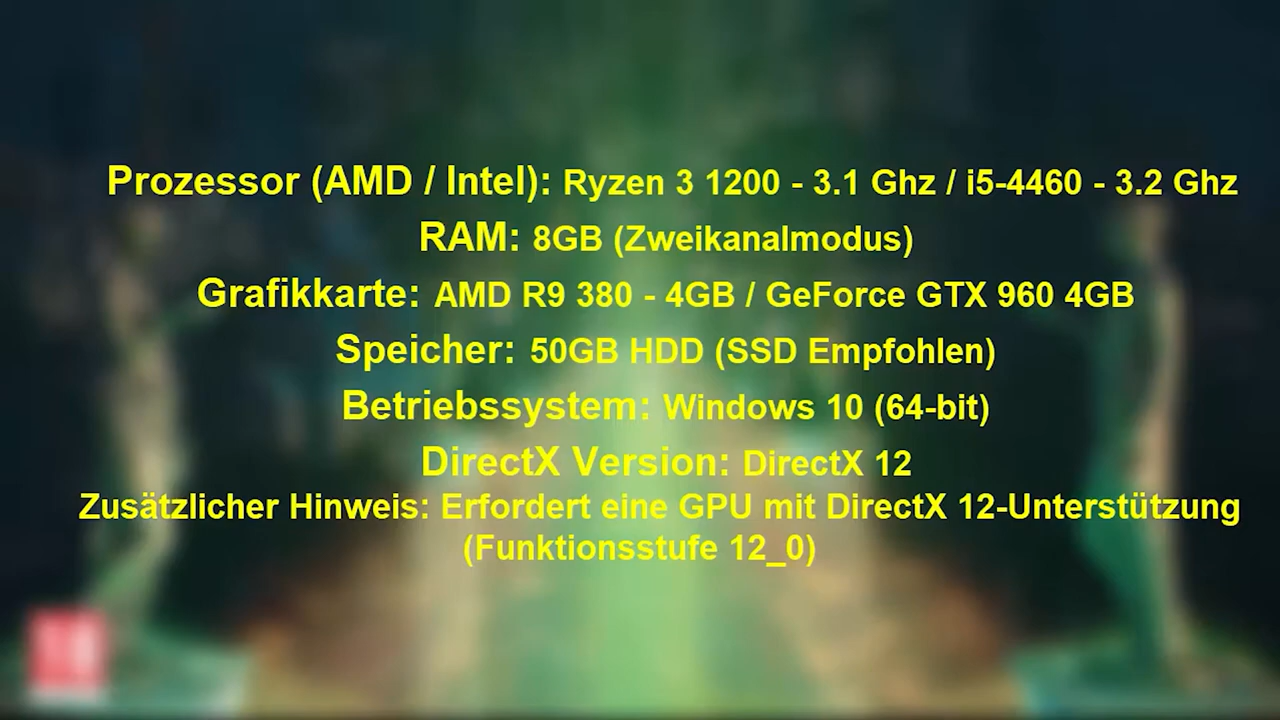 Prozessor (AMD / Intel): Ryzen 3 1200 - 3.1 Ghz / i5-4460 - 3.2 Ghz
RAM: 8GB (Zweikanalmodus)
Grafikkarte: AMD R9 380 - 4GB / GeForce GTX 960 4GB
Speicher: 50GB HDD (SSD Empfohlen)
Betriebssystem: Windows 10 (64-bit)
DirectX Version: DirectX 12
Zusätzlicher Hinweis: Erfordert eine GPU mit DirectX 12-Unterstützung
(Funktionsstufe 12_0)